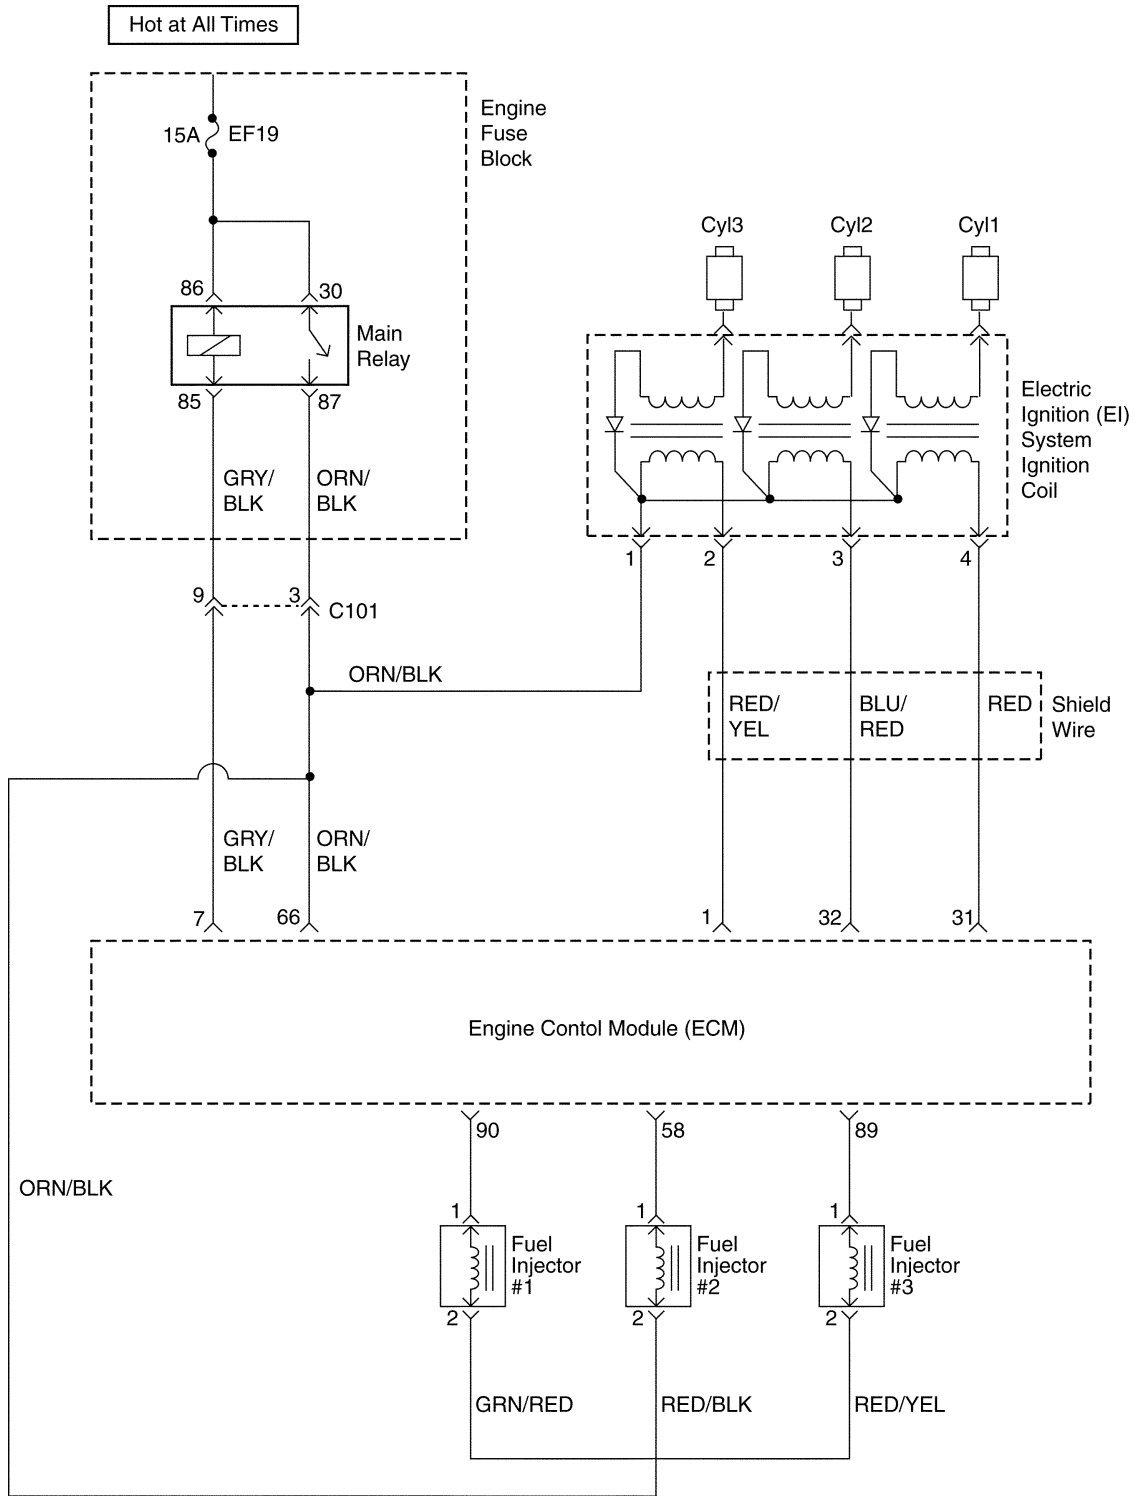 Hot at All Times
Engine
Fuse
Block
15A EF19
86 30
Main
Relay
85 87
GRY/
BLK
ORN/
BLK
9 3
C101
Cyl3 Cyl2 Cyl1
Electric
Ignition (EI)
System
Ignition
Coil
1 2 3 4
ORN/BLK
RED/
YEL
BLU/
RED
RED
Shield
Wire
GRY/
BLK
ORN/
BLK
7 66 1 32 31
Engine Contol Module (ECM)
90 58 89
ORN/BLK
1 1 1
Fuel
Injector
#1
Fuel
Injector
#2
Fuel
Injector
#3
2 2 2
GRN/RED RED/BLK RED/YEL